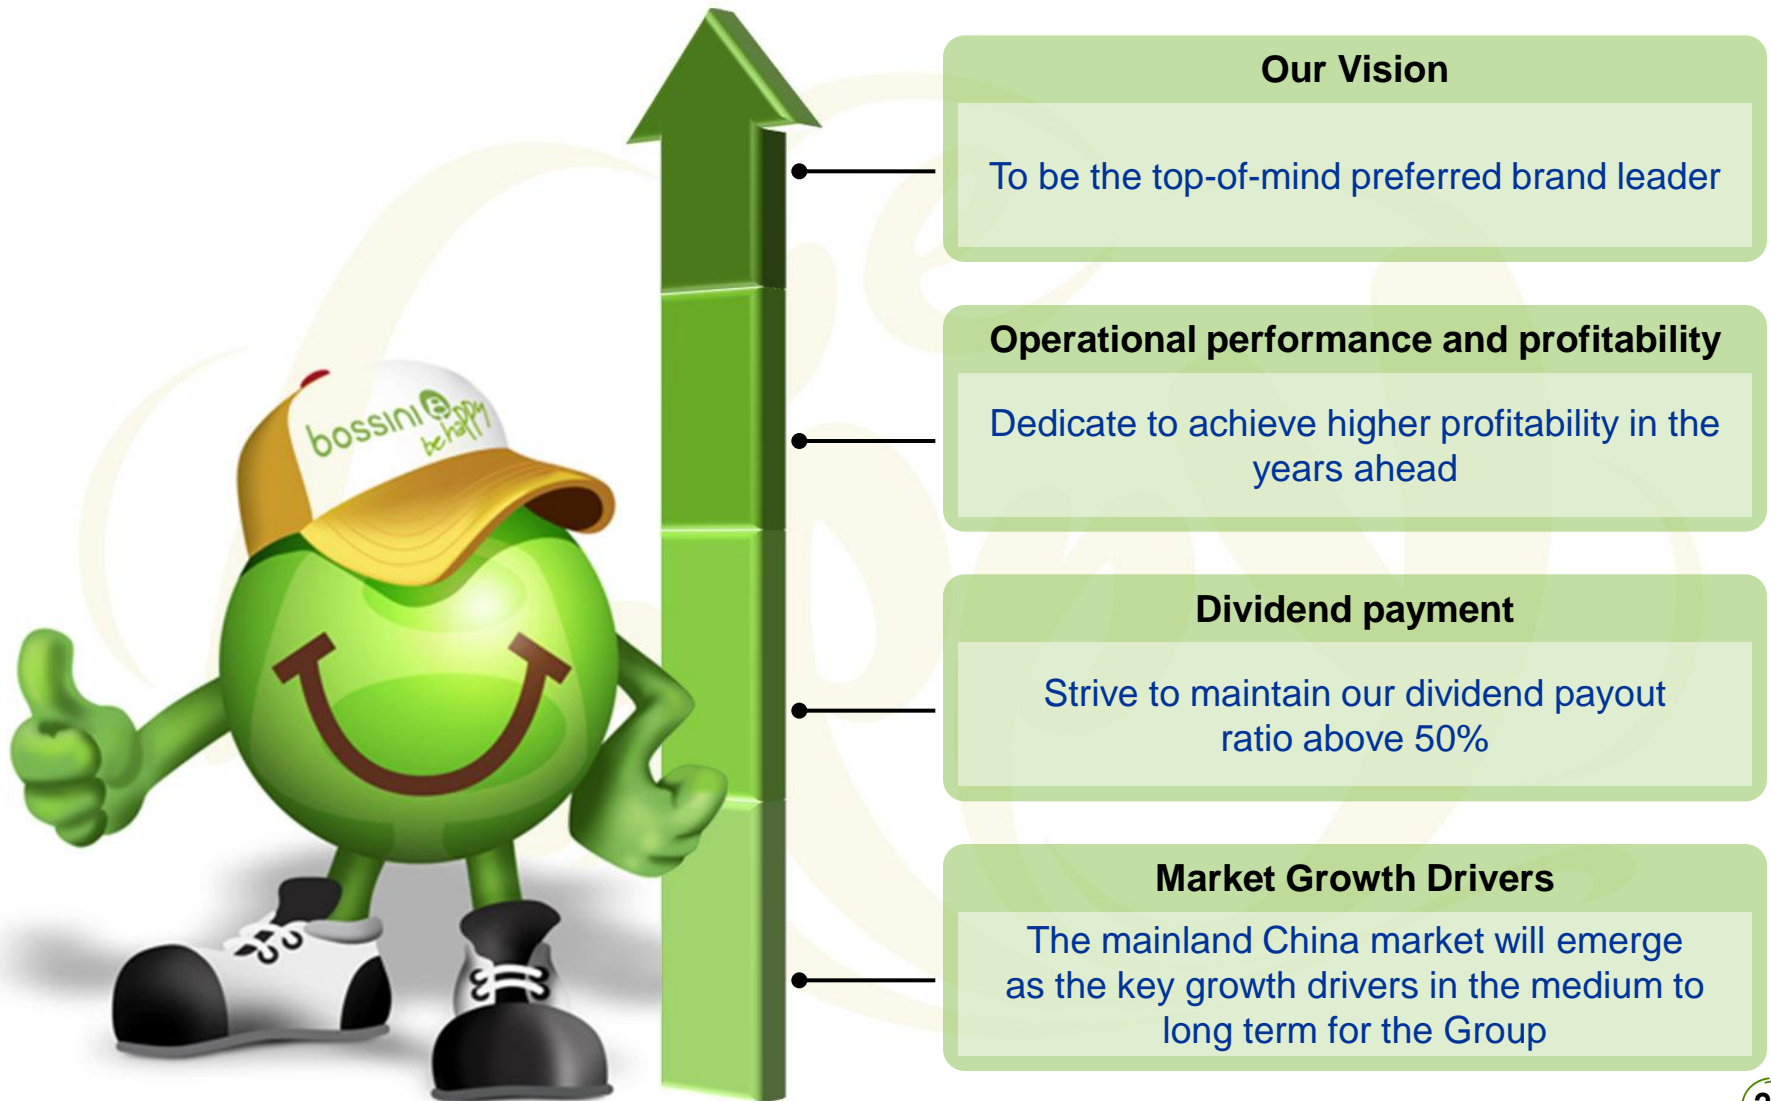 bossini
be happy
Our Vision
To be the top-of-mind preferred brand leader
Operational performance and profitability
Dedicate to achieve higher profitability in the
years ahead
Dividend payment
Strive to maintain our dividend payout
ratio above 50%
Market Growth Drivers
The mainland China market will emerge
as the key growth drivers in the medium to
long term for the Group